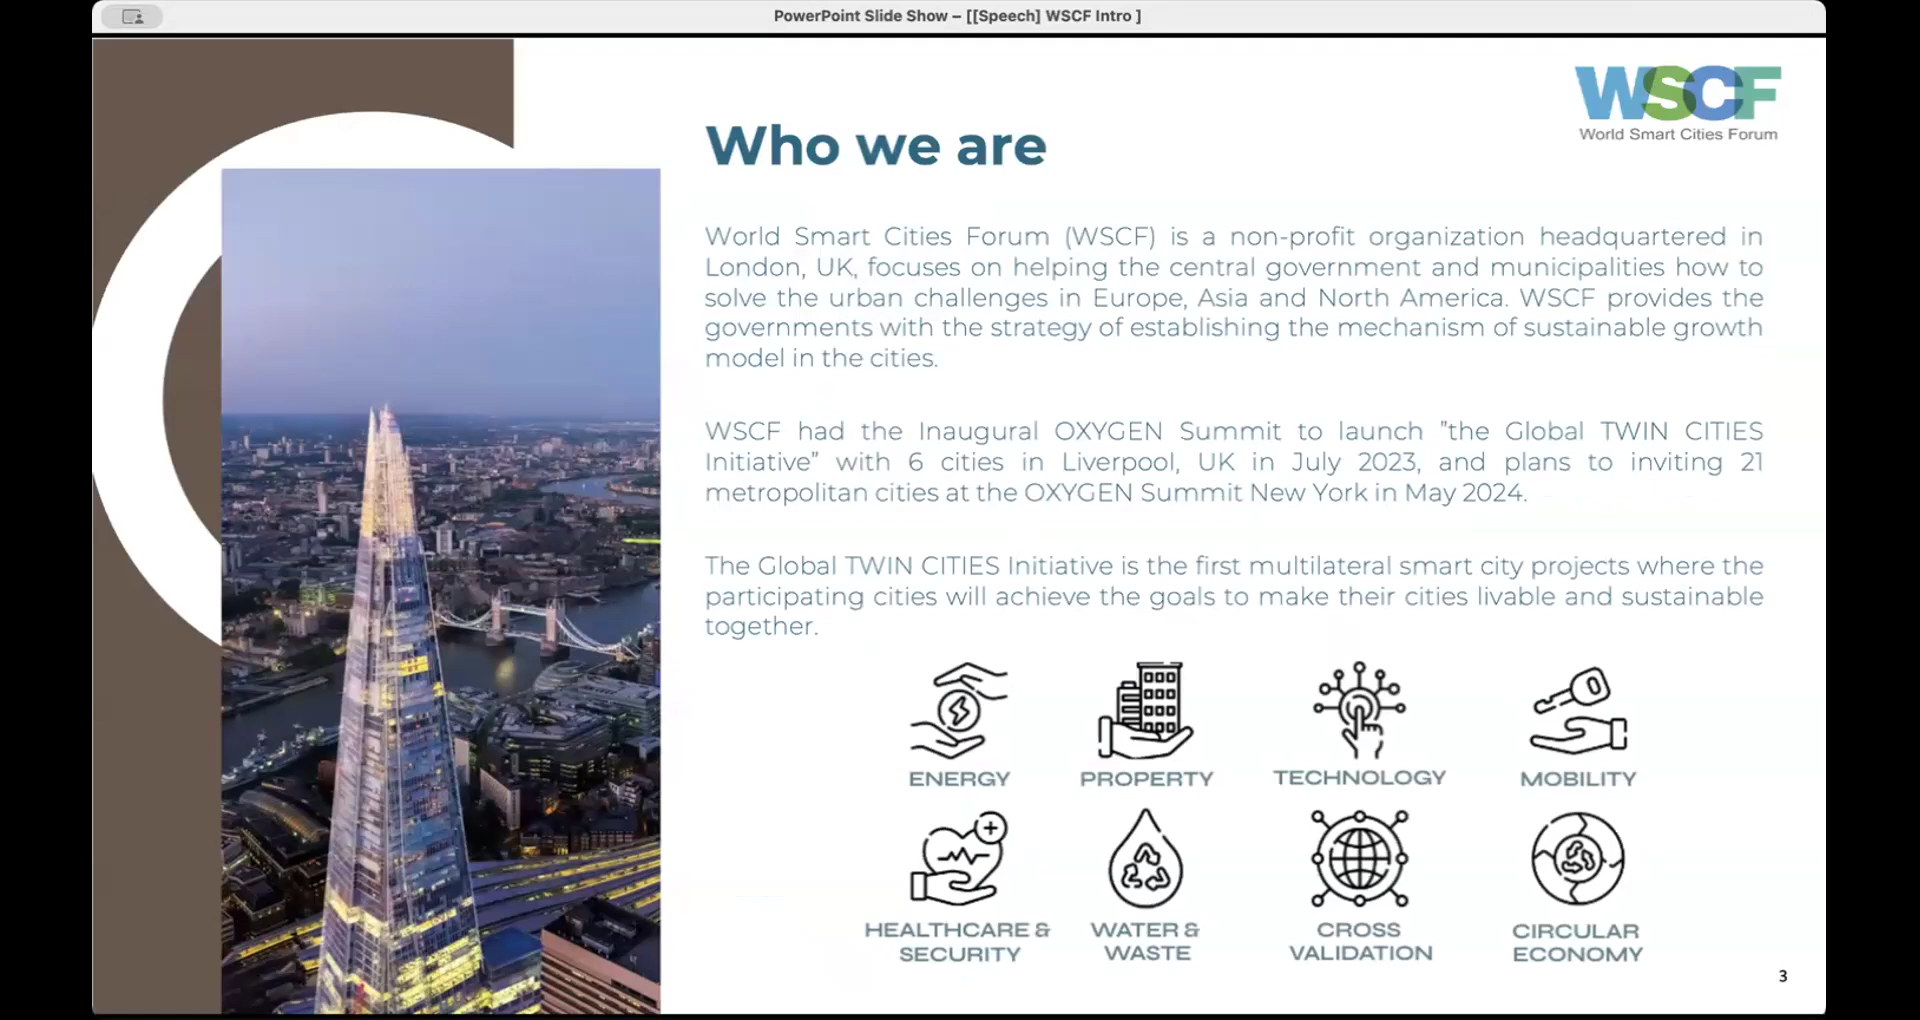 PowerPoint Slide Show – [[Speech] WSCF Intro ]
WSCF
World Smart Cities Forum
Who we are
World Smart Cities Forum (WSCF) is a non-profit organization headquartered in
London, UK, focuses on helping the central government and municipalities how to
solve the urban challenges in Europe, Asia and North America. WSCF provides the
governments with the strategy of establishing the mechanism of sustainable growth
model in the cities.
WSCF had the Inaugural OXYGEN Summit to launch "the Global TWIN CITIES
Initiative” with 6 cities in Liverpool, UK in July 2023, and plans to inviting 21
metropolitan cities at the OXYGEN Summit New York in May 2024.
The Global TWIN CITIES Initiative is the first multilateral smart city projects where the
participating cities will achieve the goals to make their cities livable and sustainable
together.
ENERGY
PROPERTY
TECHNOLOGY
MOBILITY
HEALTHCARE &
SECURITY
WATER &
WASTE
CROSS
VALIDATION
CIRCULAR
ECONOMY
3